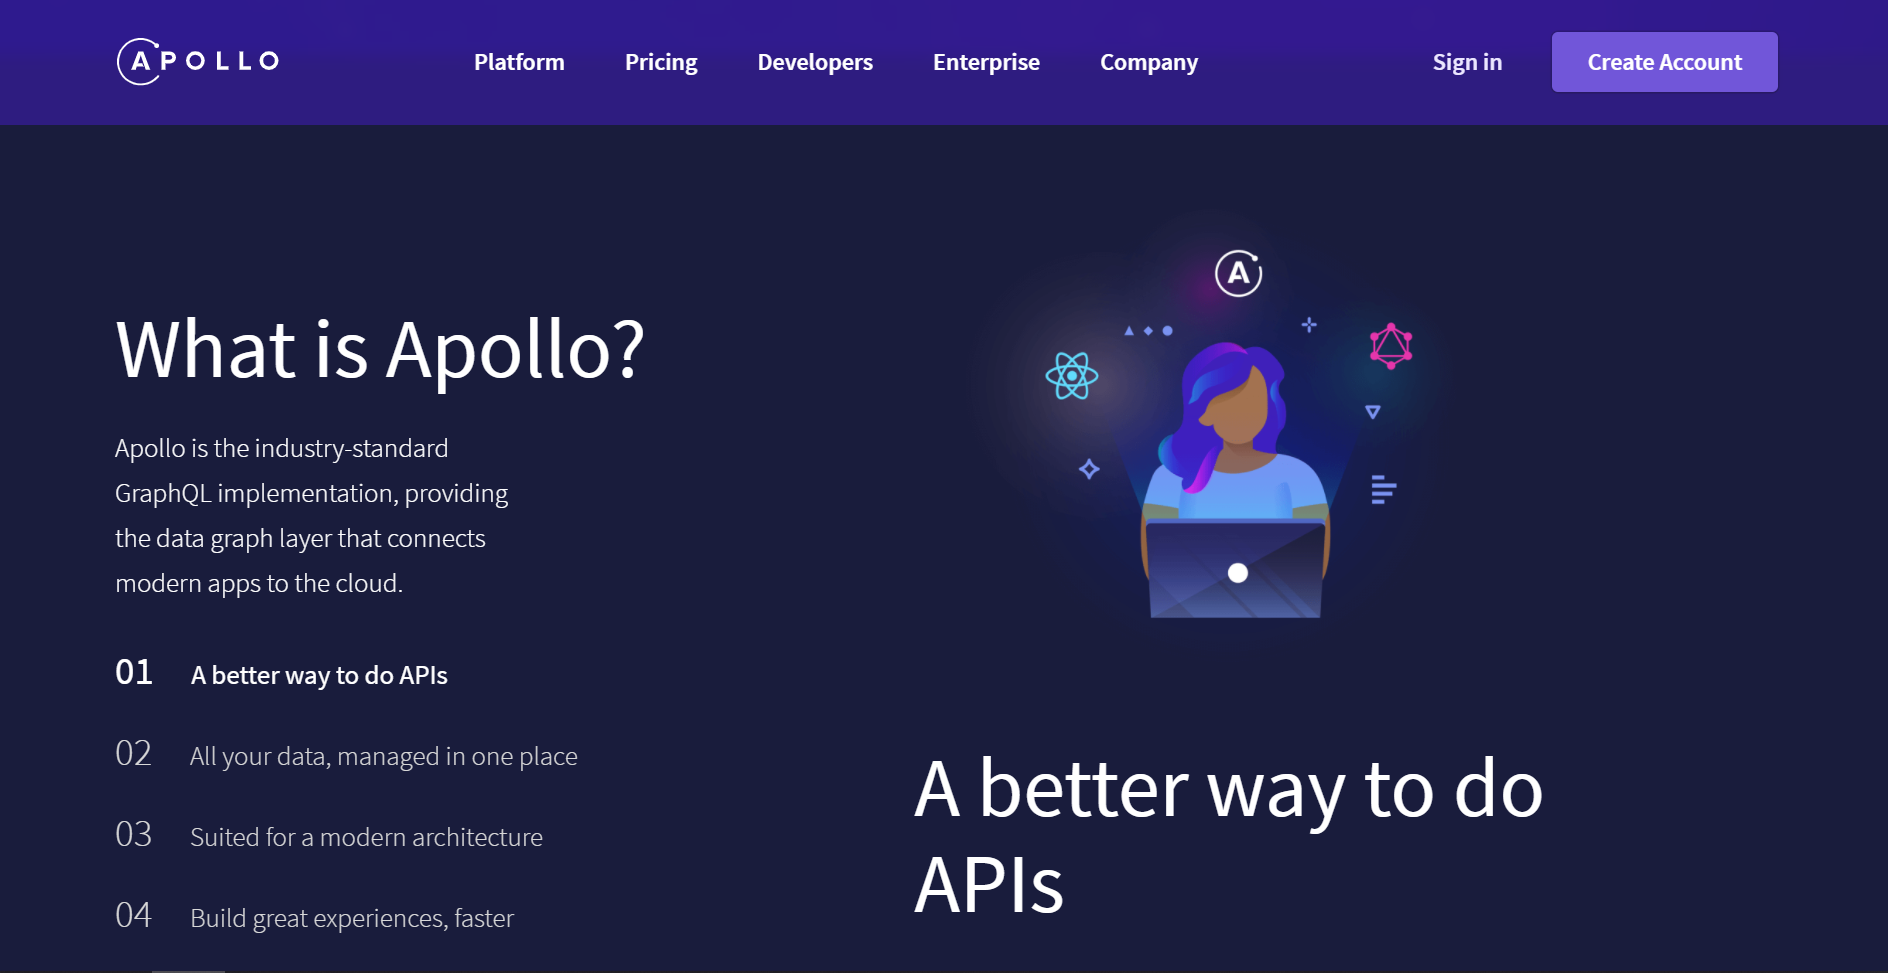 APOLLO
Platform
Pricing
Developers
Enterprise
Company
Sign in
Create Account
What is Apollo?
Apollo is the industry-standard
GraphQL implementation, providing
the data graph layer that connects
modern apps to the cloud.
01 A better way to do APIs
02 All your data, managed in one place
03 Suited for a modern architecture
04 Build great experiences, faster
A
A better way to do
APIs